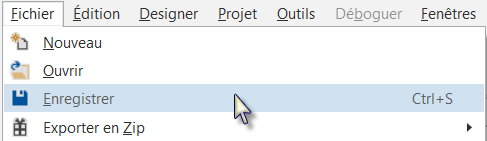 Fichier Édition Designer Projet Outils Déboguer Fenêtres
Nouveau
Ouvrir
Enregistrer Ctrl+S
Exporter en Zip